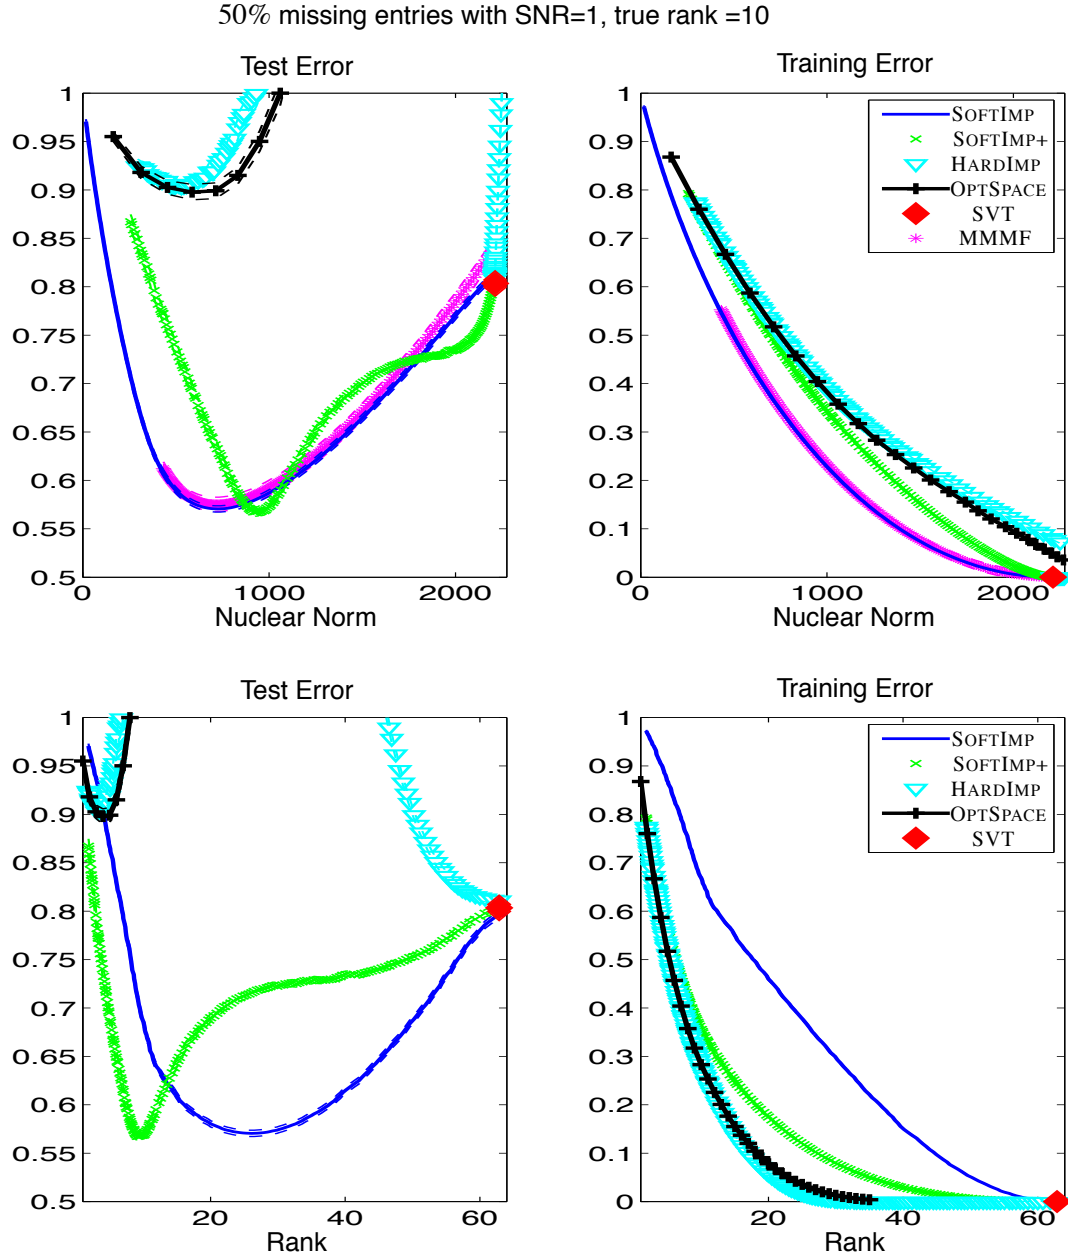 50% missing entries with SNR=1, true rank =10
Test Error
1
0.95
0.9
0.85
0.8
0.75
0.7
0.65
0.6
0.55
0.5
0
1000
2000
Nuclear Norm
Training Error
1
0.9
0.8
0.7
0.6
0.5
0.4
0.3
0.2
0.1
0
0
1000
2000
Nuclear Norm
SOFTIMP
SOFTIMP+
HARDIMP
OPTSPACE
SVT
MMMF
Test Error
1
0.95
0.9
0.85
0.8
0.75
0.7
0.65
0.6
0.55
0.5
20
40
60
Rank
Training Error
1
0.9
0.8
0.7
0.6
0.5
0.4
0.3
0.2
0.1
0
20
40
60
Rank
SOFTIMP
SOFTIMP+
HARDIMP
OPTSPACE
SVT